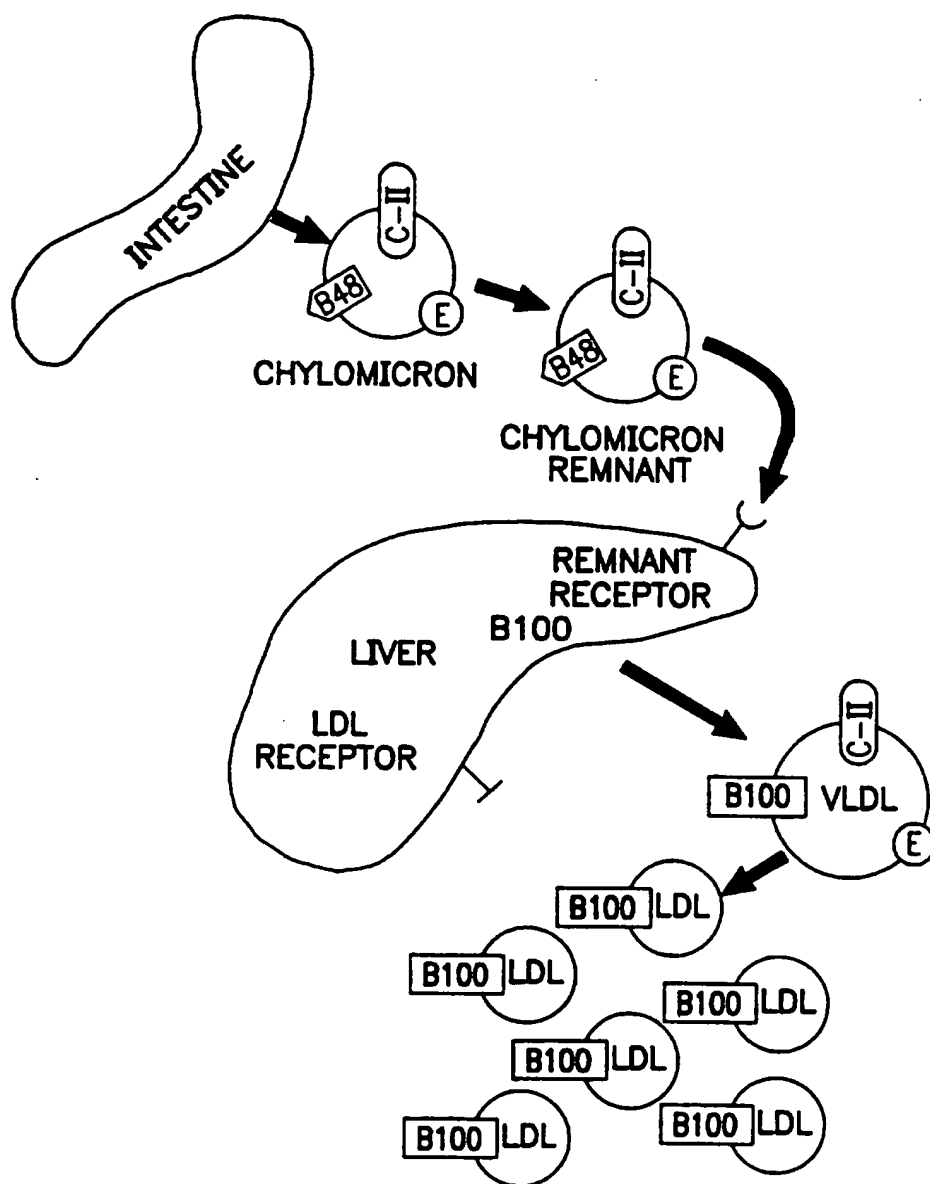 INTESTINE
C-II
B48
E
CHYLOMICRON
C-II
B48
E
CHYLOMICRON
REMNANT
REMNANT
RECEPTOR
B100
LIVER
LDL
RECEPTOR
C-II
B100 VLDL
E
B100 LDL
B100 LDL
B100 LDL
B100 LDL
B100 LDL
B100 LDL